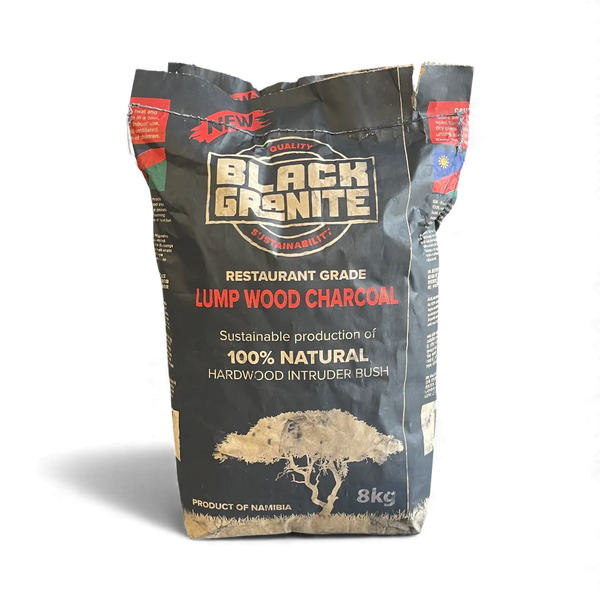 NEW
QUALITY
BLACK
GRANITE
SUSTAINABILITY
RESTAURANT GRADE
LUMP WOOD CHARCOAL
Sustainable production of
100% NATURAL
HARDWOOD INTRUDER BUSH
PRODUCT OF NAMIBIA
8kg